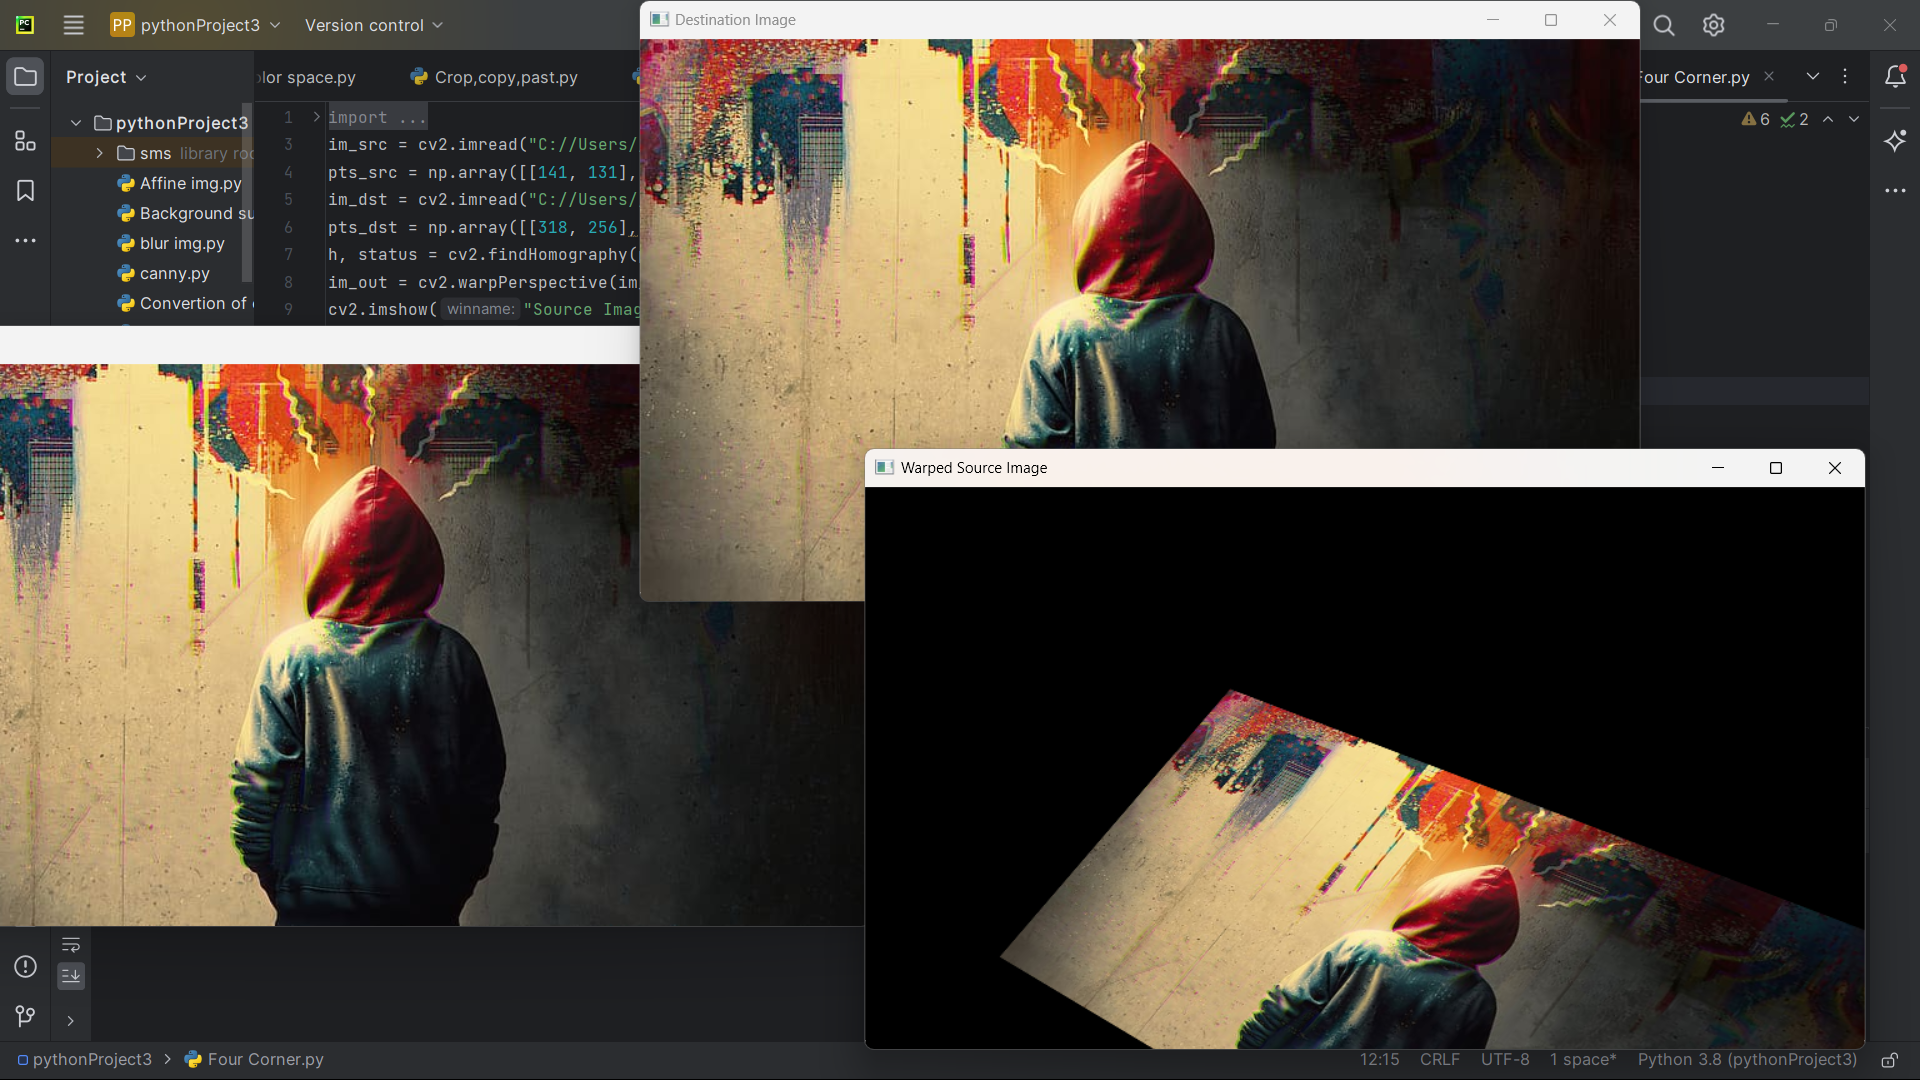 PC
PP pythonProject3
Version control
Destination Image
Project
lor space.py
Crop,copy,past.py
Four Corner.py
pythonProject3
sms library roo
Affine img.py
Background su
blur img.py
canny.py
Convertion of
1 import ...
3 im_src = cv2.imread("C://Users/
4 pts_src = np.array([[141, 131],
5 im_dst = cv2.imread("C://Users/
6 pts_dst = np.array([[318, 256],
7 h, status = cv2.findHomography(
8 im_out = cv2.warpPerspective(im
9 cv2.imshow( winname: "Source Imag
6 2
Warped Source Image
pythonProject3 > Four Corner.py
12:15 CRLF UTF-8 1 space* Python 3.8 (pythonProject3)